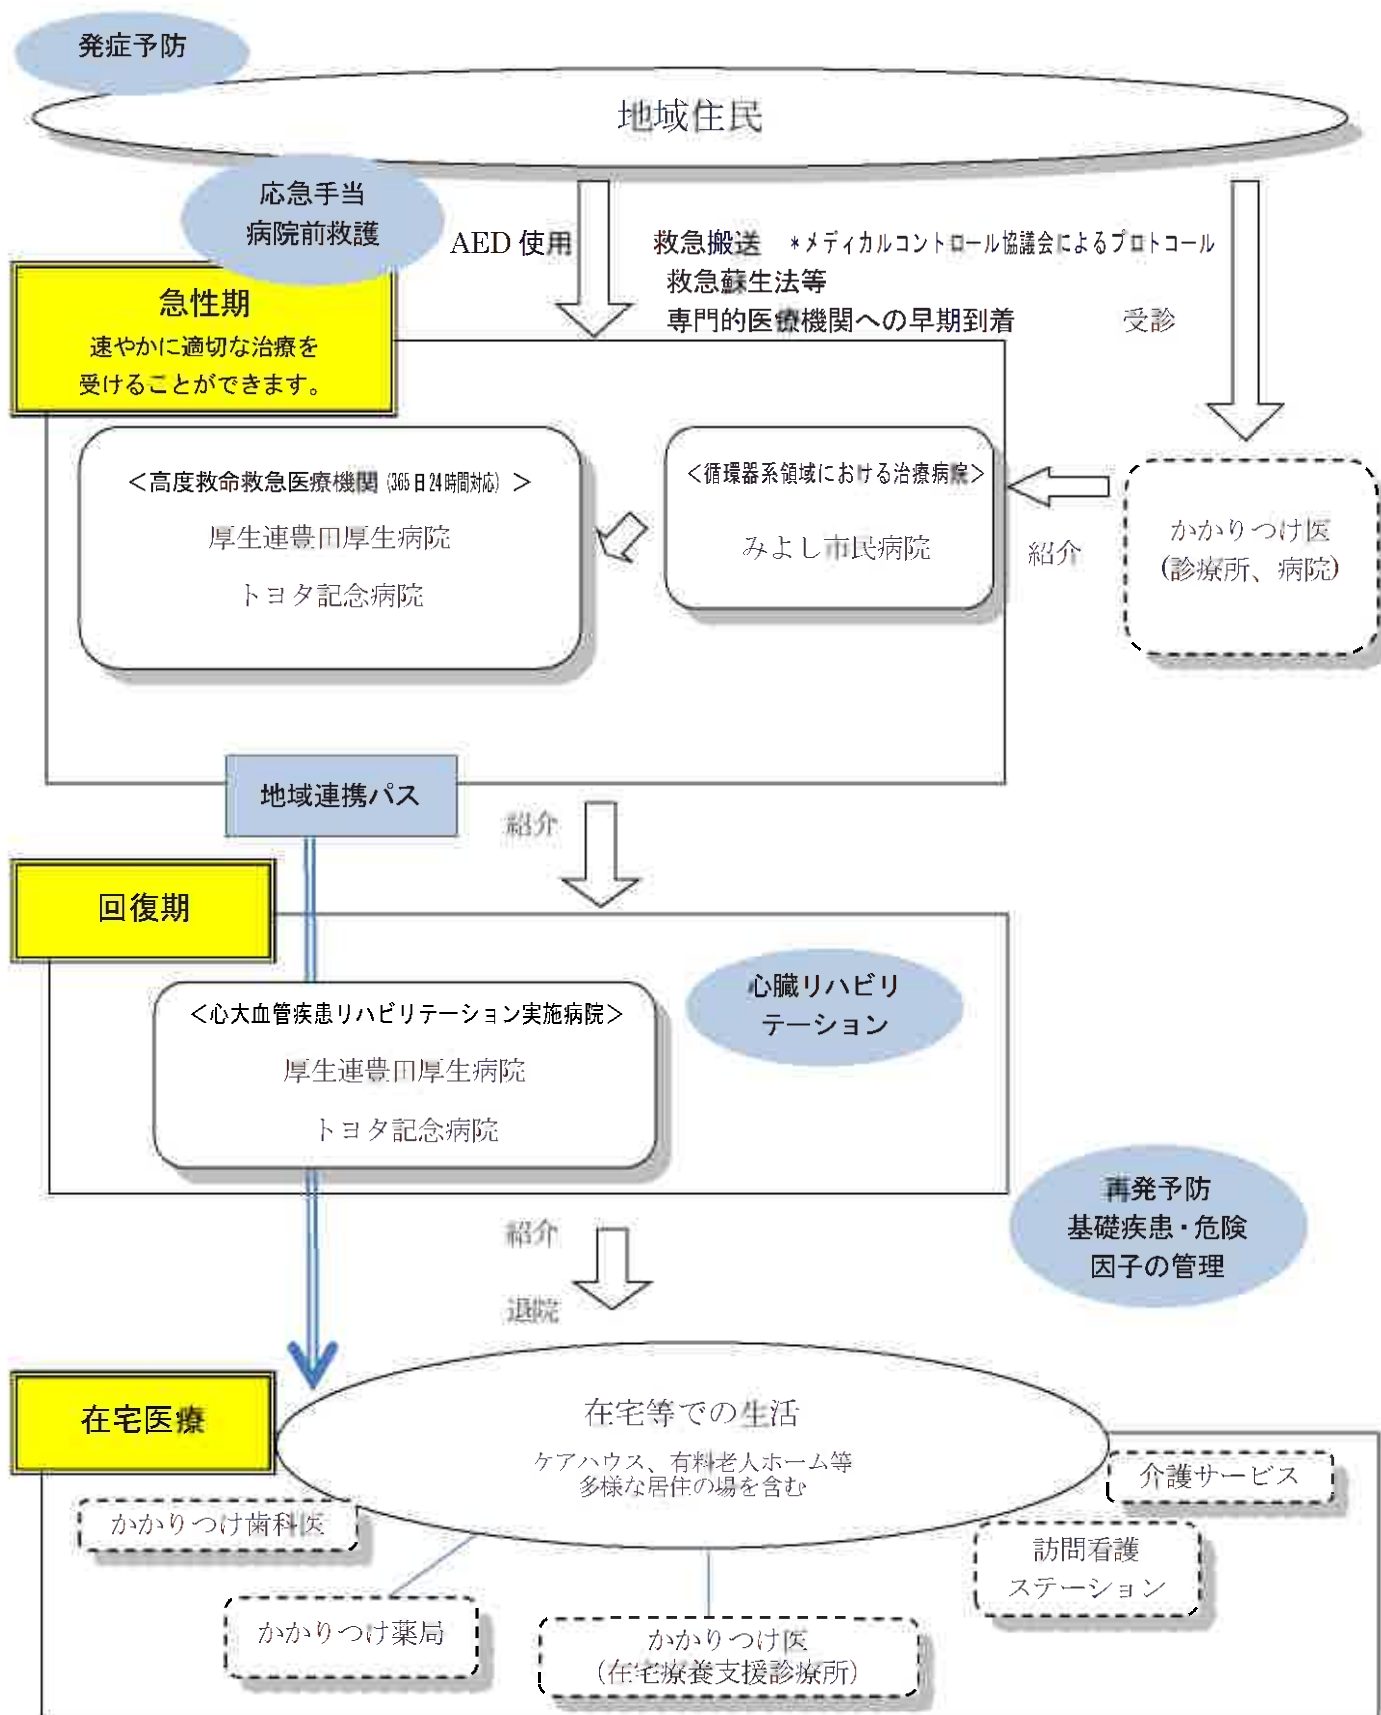 発症予防
地域住民
応急手当
病院前救護
AED 使用
救急搬送　*メディカルコントロール協議会によるプロトコール
救急蘇生法等
専門的医療機関への早期到着
受診
急性期
速やかに適切な治療を
受けることができます。
＜高度救命救急医療機関（365日24時間対応）＞
厚生連豊田厚生病院
トヨタ記念病院
＜循環器系領域における治療病院＞
みよし市民病院
紹介
かかりつけ医
(診療所、病院)
地域連携パス
紹介
回復期
＜心大血管疾患リハビリテーション実施病院＞
厚生連豊田厚生病院
トヨタ記念病院
心臓リハビリ
テーション
再発予防
基礎疾患・危険
因子の管理
紹介
退院
在宅医療
在宅等での生活
ケアハウス、有料老人ホーム等
多様な居住の場を含む
介護サービス
かかりつけ歯科医
訪問看護
ステーション
かかりつけ薬局
かかりつけ医
（在宅療養支援診療所）